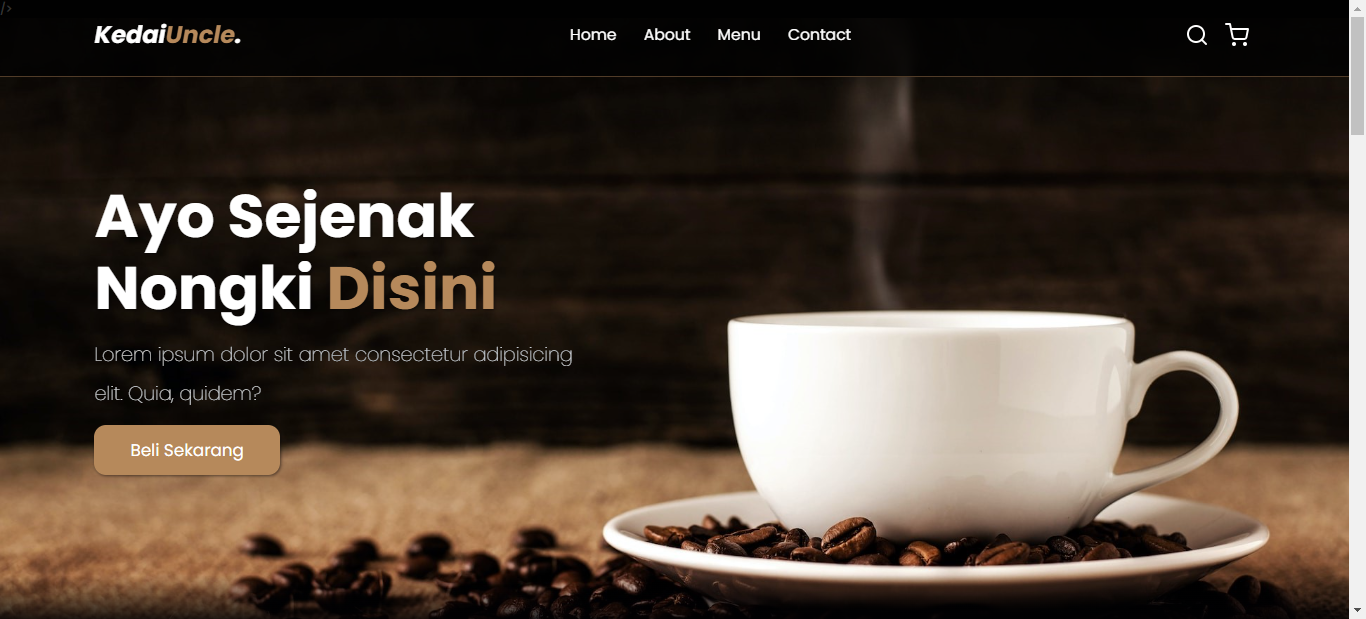 />
KedaiUncle.
Home About Menu Contact
Ayo Sejenak
Nongki Disini
Lorem ipsum dolor sit amet consectetur adipisicing
elit. Quia, quidem?
Beli Sekarang